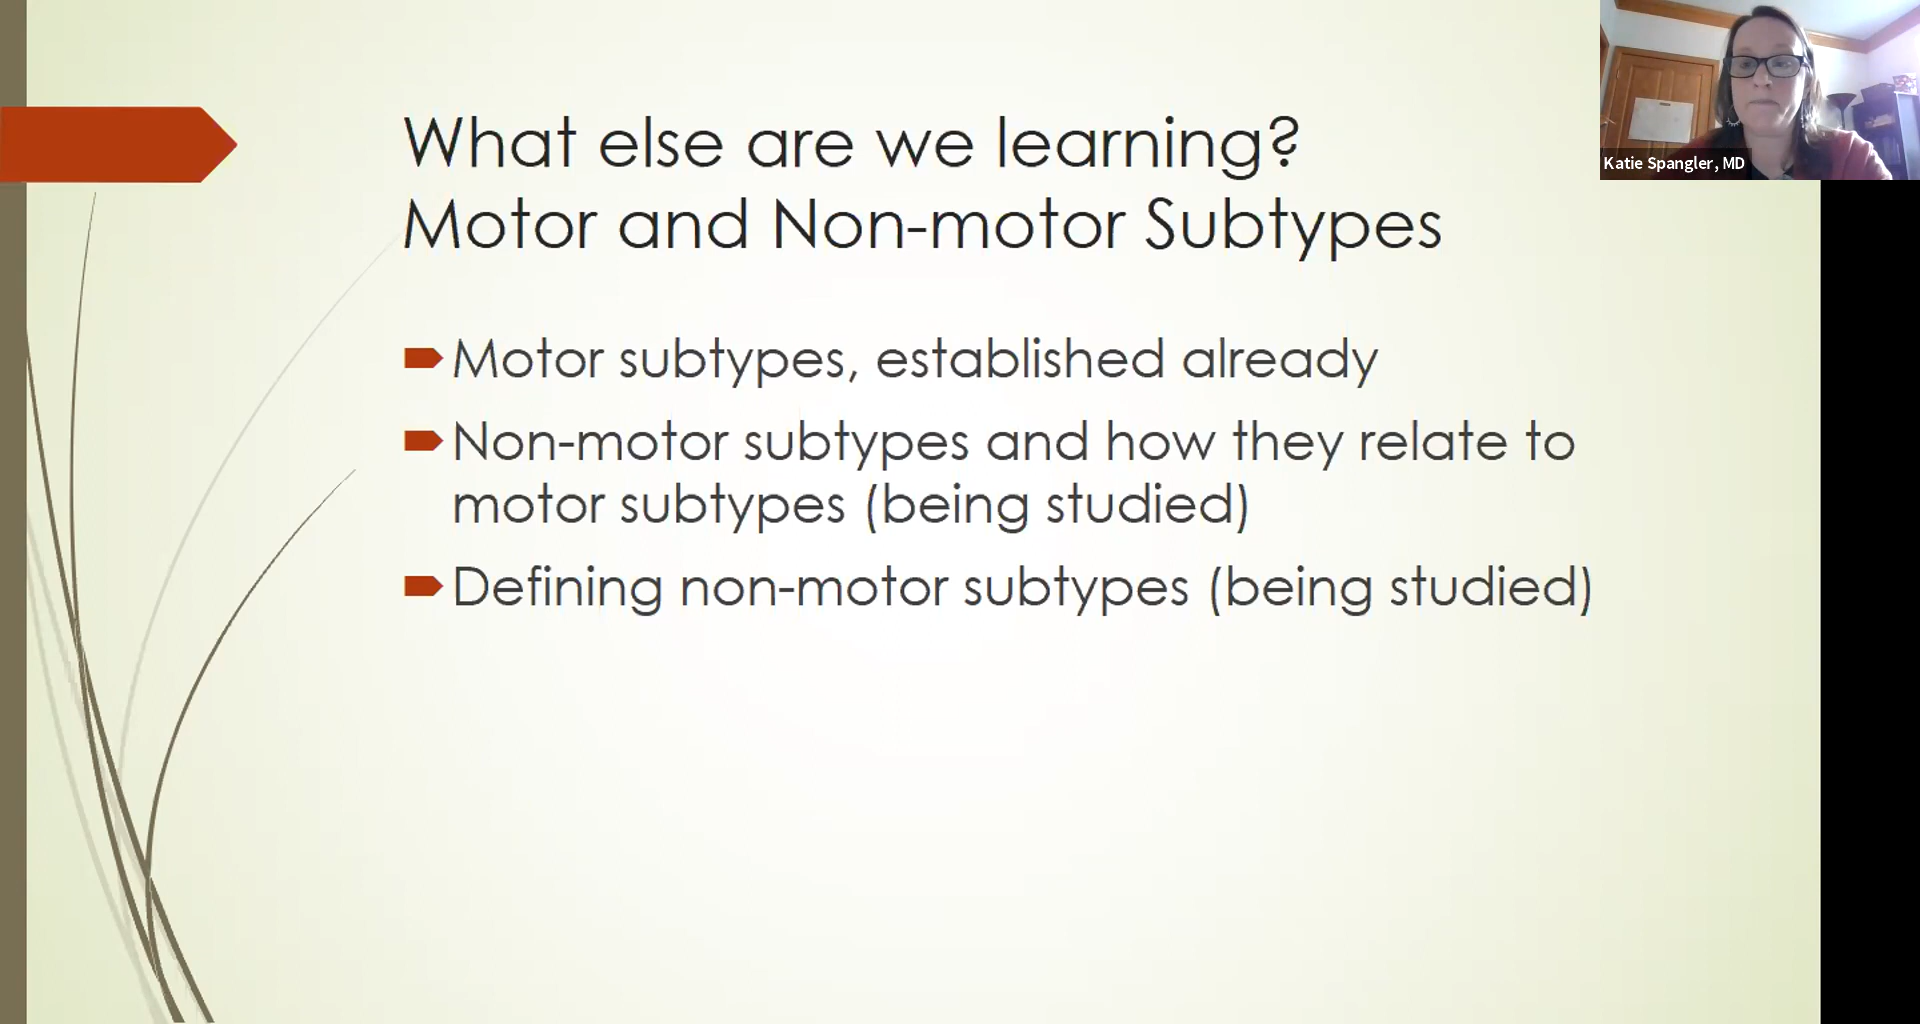 What else are we learning?
Motor and Non-motor Subtypes
Motor subtypes, established already
Non-motor subtypes and how they relate to
motor subtypes (being studied)
Defining non-motor subtypes (being studied)
Katie Spangler, MD